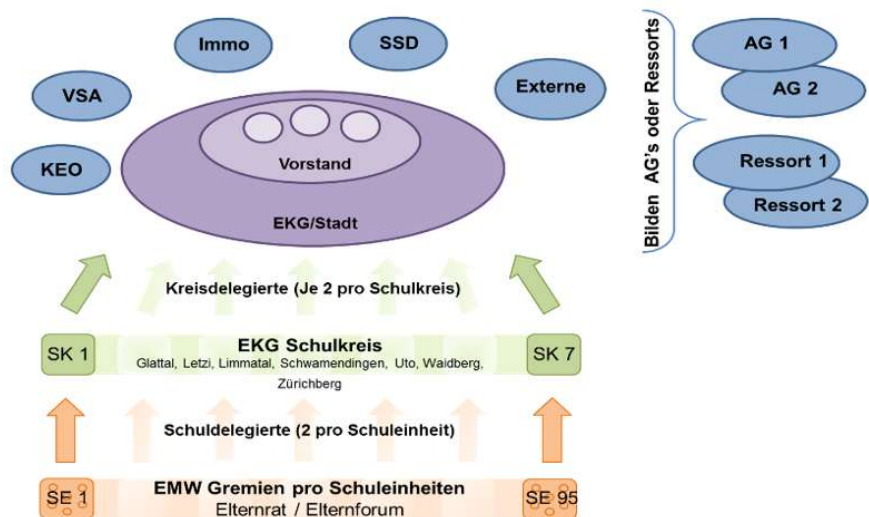 Immo
SSD
VSA
Externe
KEO
Vorstand
EKG/Stadt
Bilden AG's oder Ressorts
AG 1
AG 2
Ressort 1
Ressort 2
Kreisdelegierte (Je 2 pro Schulkreis)
SK 1
EKG Schulkreis
Glattal, Letzi, Limmatal, Schwamendingen, Uto, Waidberg,
Zürichberg
SK 7
Schuldelegierte (2 pro Schuleinheit)
SE 1
EMW Gremien pro Schuleinheiten
Elternrat / Elternforum
SE 95